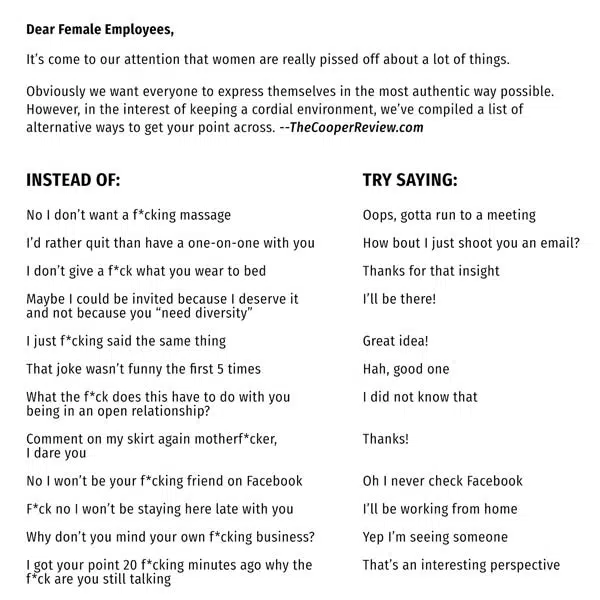 Dear Female Employees,
It's come to our attention that women are really pissed off about a lot of things.
Obviously we want everyone to express themselves in the most authentic way possible.
However, in the interest of keeping a cordial environment, we've compiled a list of
alternative ways to get your point across. --TheCooperReview.com
INSTEAD OF: TRY SAYING:
No I don't want a f*cking massage Oops, gotta run to a meeting
I'd rather quit than have a one-on-one with you How bout I just shoot you an email?
I don't give a f*ck what you wear to bed Thanks for that insight
Maybe I could be invited because I deserve it I'll be there!
and not because you “need diversity”
I just f*cking said the same thing Great idea!
That joke wasn't funny the first 5 times Hah, good one
What the f*ck does this have to do with you I did not know that
being in an open relationship?
Comment on my skirt again motherf*cker, Thanks!
I dare you
No I won't be your f*cking friend on Facebook Oh I never check Facebook
F*ck no I won't be staying here late with you I'll be working from home
Why don't you mind your own f*cking business? Yep I'm seeing someone
I got your point 20 f*cking minutes ago why the That's an interesting perspective
f*ck are you still talking